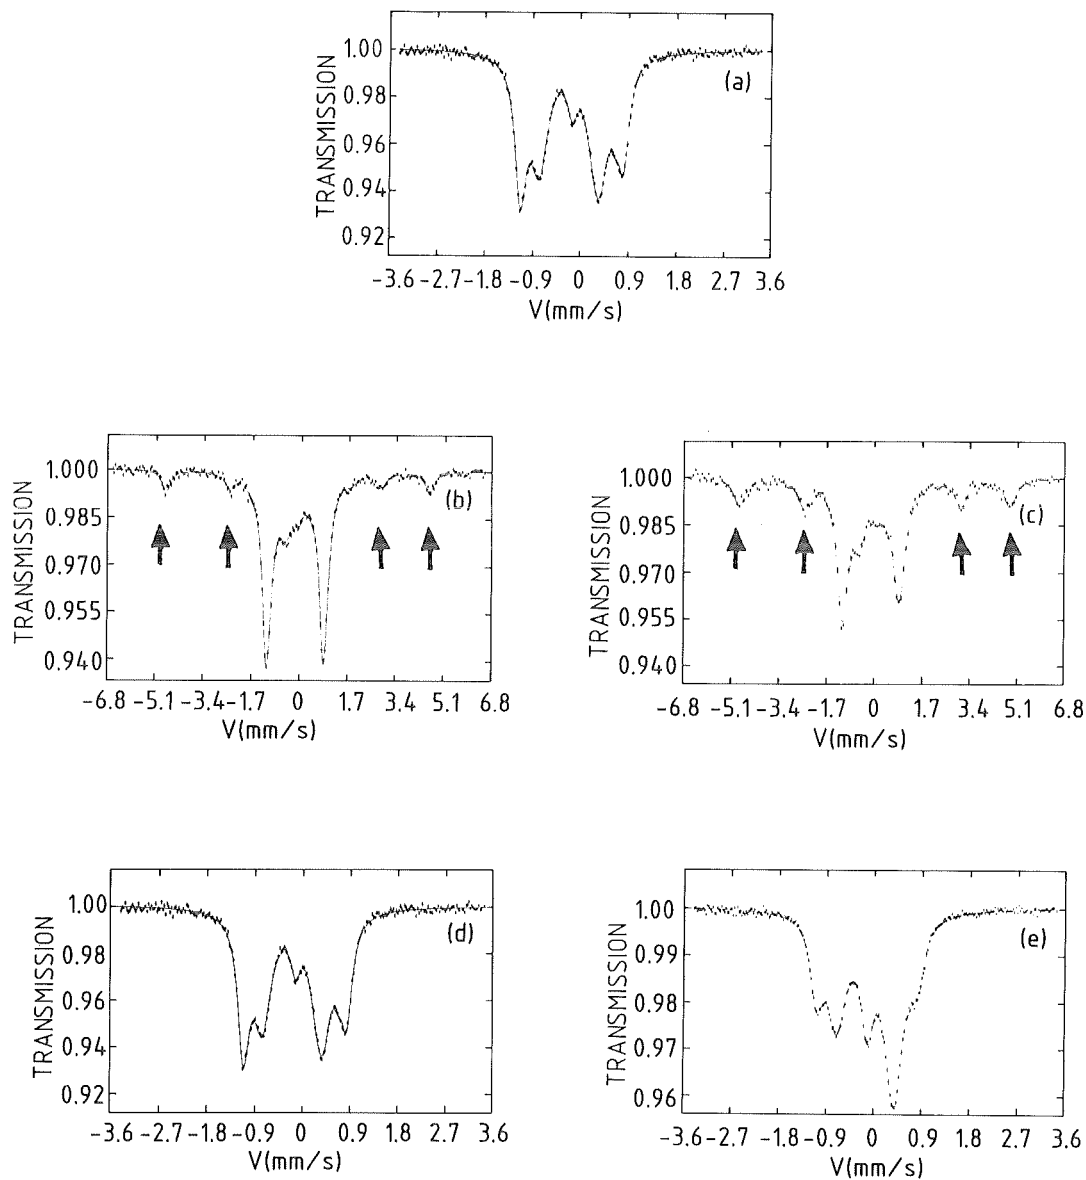 1.00
0.98
0.96
0.94
0.92
TRANSMISSION
(a)
-3.6 -2.7 -1.8 -0.9 0 0.9 1.8 2.7 3.6
V(mm/s)
1.000
0.985
0.970
0.955
0.940
TRANSMISSION
(b)
-6.8 -5.1 -3.4 -1.7 0 1.7 3.4 5.1 6.8
V(mm/s)
1.000
0.985
0.970
0.955
0.940
TRANSMISSION
(c)
-6.8 -5.1 -3.4 -1.7 0 1.7 3.4 5.1 6.8
V(mm/s)
1.00
0.98
0.96
0.94
0.92
TRANSMISSION
(d)
-3.6 -2.7 -1.8 -0.9 0 0.9 1.8 2.7 3.6
V(mm/s)
1.00
0.99
0.98
0.97
0.96
TRANSMISSION
(e)
-3.6 -2.7 -1.8 -0.9 0 0.9 1.8 2.7 3.6
V(mm/s)